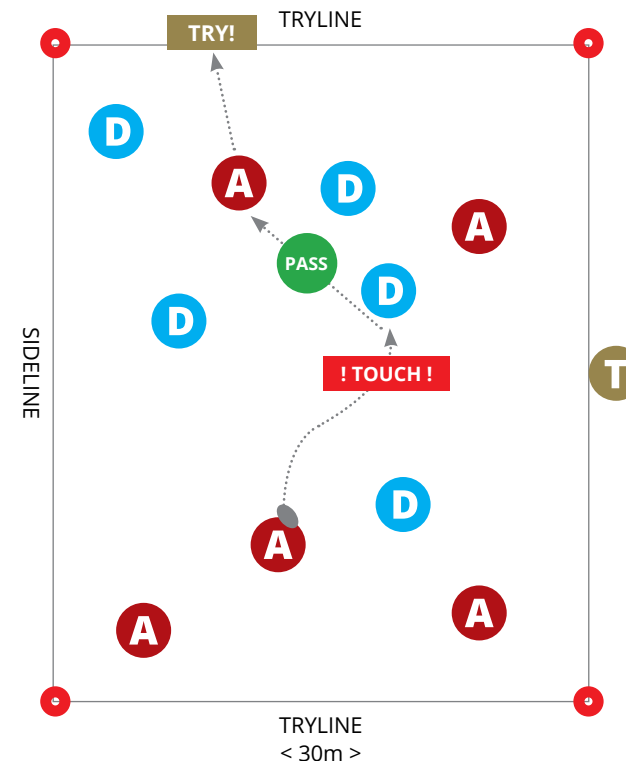 TRYLINE
TRY!
D
A
D
A
PASS
D
D
SIDELINE
! TOUCH !
T
D
A
A
A
TRYLINE
< 30m >